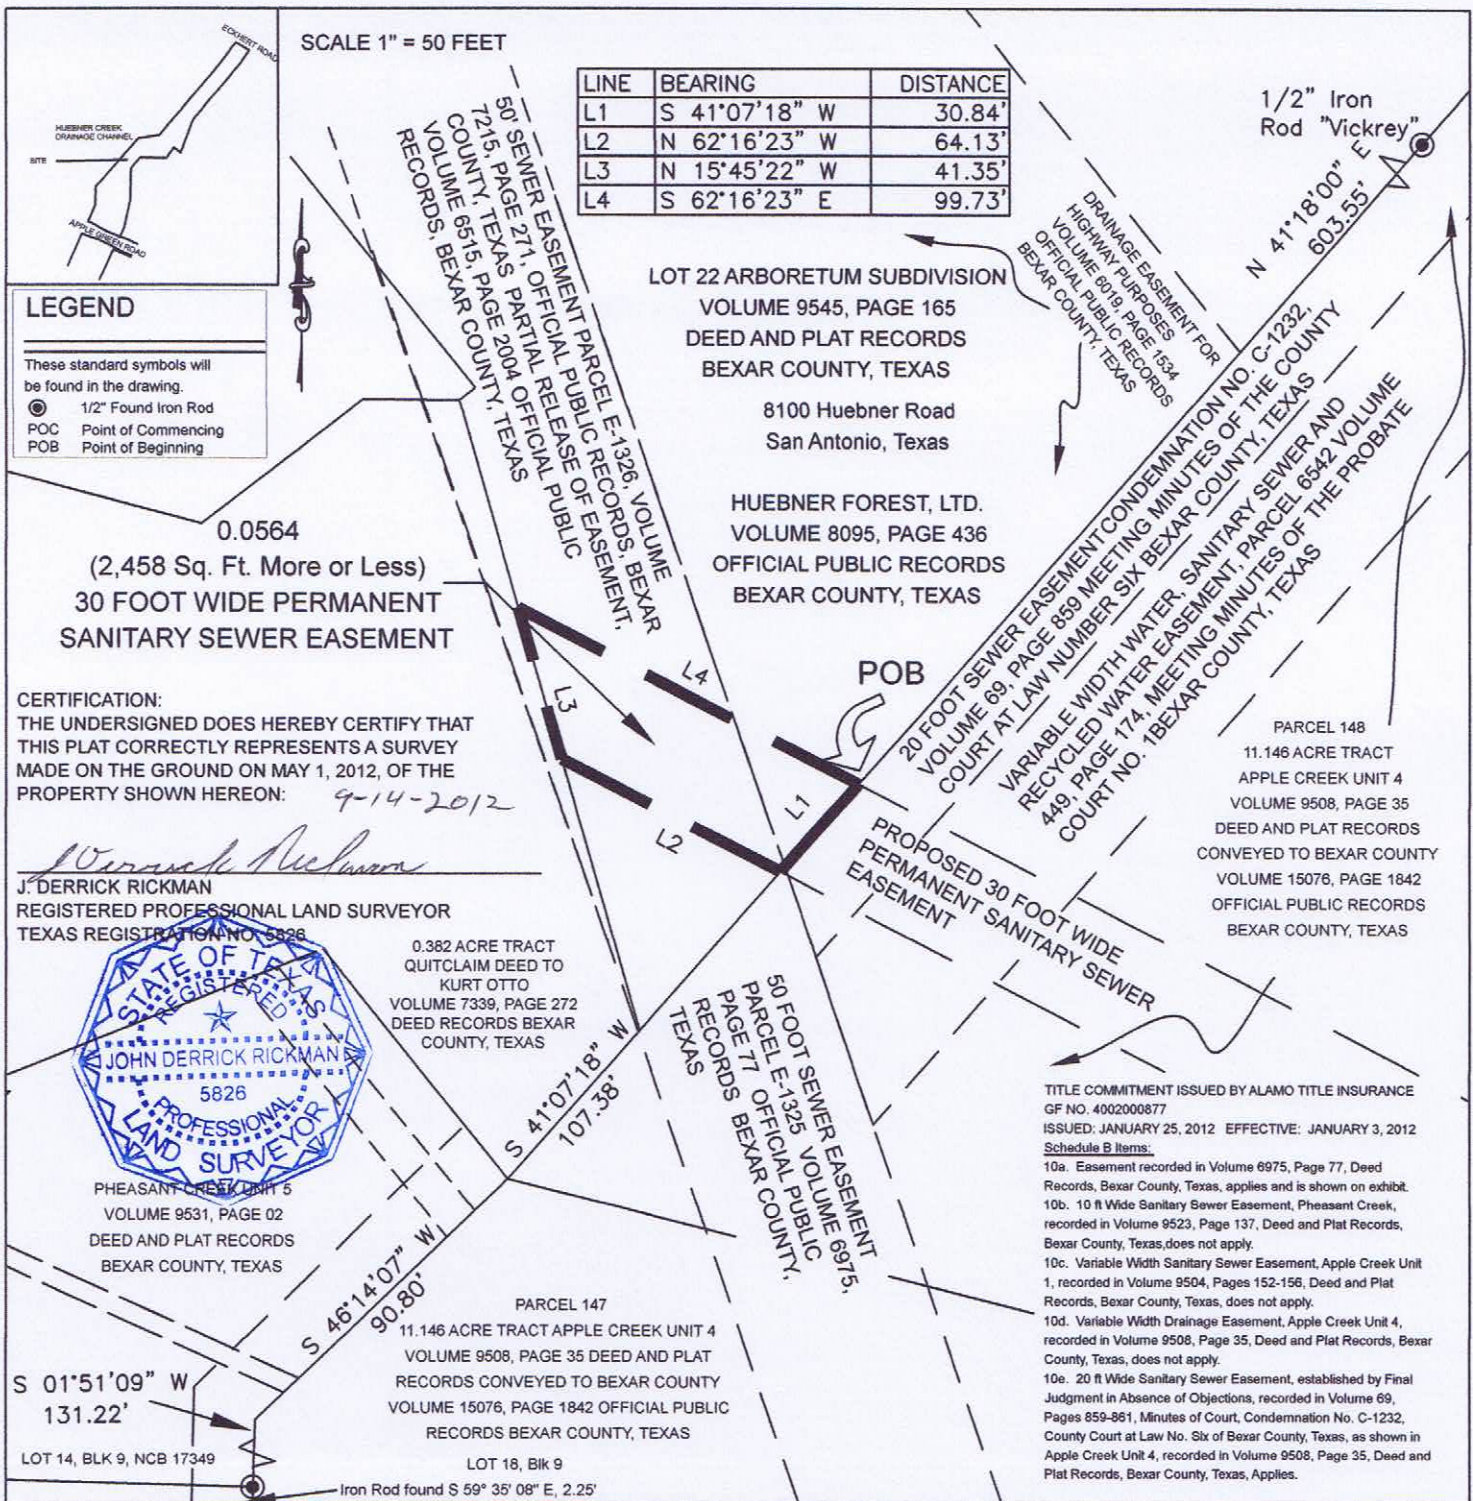 ECKHERT ROAD
HUEBNER CREEK
DRAINAGE CHANNEL
SITE
APPLE GREEN ROAD
SCALE 1" = 50 FEET
LINE BEARING DISTANCE
L1 S 41°07'18" W 30.84'
L2 N 62°16'23" W 64.13'
L3 N 15°45'22" W 41.35'
L4 S 62°16'23" E 99.73'
1/2" Iron
Rod "Vickrey"
N 41°18'00" E
603.55'
LEGEND
These standard symbols will
be found in the drawing.
1/2" Found Iron Rod
POC Point of Commencing
POB Point of Beginning
50' SEWER EASEMENT PARCEL E-1326, VOLUME
7215, PAGE 271, OFFICIAL PUBLIC RECORDS, BEXAR
COUNTY, TEXAS PARTIAL RELEASE OF EASEMENT,
VOLUME 6515, PAGE 2004 OFFICIAL PUBLIC
RECORDS, BEXAR COUNTY, TEXAS
LOT 22 ARBORETUM SUBDIVISION
VOLUME 9545, PAGE 165
DEED AND PLAT RECORDS
BEXAR COUNTY, TEXAS
8100 Huebner Road
San Antonio, Texas
HUEBNER FOREST, LTD.
VOLUME 8095, PAGE 436
OFFICIAL PUBLIC RECORDS
BEXAR COUNTY, TEXAS
DRAINAGE EASEMENT FOR
HIGHWAY PURPOSES
VOLUME 6019, PAGE 1534
OFFICIAL PUBLIC RECORDS
BEXAR COUNTY, TEXAS
20 FOOT SEWER EASEMENT CONDEMNATION NO. C-1232,
VOLUME 69, PAGE 859 MEETING MINUTES OF THE COUNTY
COURT AT LAW NUMBER SIX BEXAR COUNTY, TEXAS
VARIABLE WIDTH WATER, SANITARY SEWER AND
RECYCLED WATER EASEMENT, PARCEL 6542 VOLUME
449, PAGE 174, MEETING MINUTES OF THE PROBATE
COURT NO. 1BEXAR COUNTY, TEXAS
0.0564
(2,458 Sq. Ft. More or Less)
30 FOOT WIDE PERMANENT
SANITARY SEWER EASEMENT
L4
L3
L2
L1
POB
CERTIFICATION:
THE UNDERSIGNED DOES HEREBY CERTIFY THAT
THIS PLAT CORRECTLY REPRESENTS A SURVEY
MADE ON THE GROUND ON MAY 1, 2012, OF THE
PROPERTY SHOWN HEREON: 9-14-2012
J Derrick Rickman
J. DERRICK RICKMAN
REGISTERED PROFESSIONAL LAND SURVEYOR
TEXAS REGISTRATION NO. 5826
STATE OF TEXAS
REGISTERED
JOHN DERRICK RICKMAN
5826
PROFESSIONAL
LAND SURVEYOR
PARCEL 148
11.146 ACRE TRACT
APPLE CREEK UNIT 4
VOLUME 9508, PAGE 35
DEED AND PLAT RECORDS
CONVEYED TO BEXAR COUNTY
VOLUME 15076, PAGE 1842
OFFICIAL PUBLIC RECORDS
BEXAR COUNTY, TEXAS
PROPOSED 30 FOOT WIDE
PERMANENT SANITARY SEWER
EASEMENT
0.382 ACRE TRACT
QUITCLAIM DEED TO
KURT OTTO
VOLUME 7339, PAGE 272
DEED RECORDS BEXAR
COUNTY, TEXAS
50 FOOT SEWER EASEMENT
PARCEL E-1325 VOLUME 6975,
PAGE 77 OFFICIAL PUBLIC
RECORDS BEXAR COUNTY,
TEXAS
S 41°07'18" W
107.38'
PHEASANT CREEK UNIT 5
VOLUME 9531, PAGE 02
DEED AND PLAT RECORDS
BEXAR COUNTY, TEXAS
S 46°14'07" W
90.80'
S 01°51'09" W
131.22'
LOT 14, BLK 9, NCB 17349
PARCEL 147
11.146 ACRE TRACT APPLE CREEK UNIT 4
VOLUME 9508, PAGE 35 DEED AND PLAT
RECORDS CONVEYED TO BEXAR COUNTY
VOLUME 15076, PAGE 1842 OFFICIAL PUBLIC
RECORDS BEXAR COUNTY, TEXAS
LOT 18, Blk 9
Iron Rod found S 59° 35' 08" E, 2.25'
TITLE COMMITMENT ISSUED BY ALAMO TITLE INSURANCE
GF NO. 4002000877
ISSUED: JANUARY 25, 2012 EFFECTIVE: JANUARY 3, 2012
Schedule B Items:
10a. Easement recorded in Volume 6975, Page 77, Deed
Records, Bexar County, Texas, applies and is shown on exhibit.
10b. 10 ft Wide Sanitary Sewer Easement, Pheasant Creek,
recorded in Volume 9523, Page 137, Deed and Plat Records,
Bexar County, Texas,does not apply.
10c. Variable Width Sanitary Sewer Easement, Apple Creek Unit
1, recorded in Volume 9504, Pages 152-156, Deed and Plat
Records, Bexar County, Texas, does not apply.
10d. Variable Width Drainage Easement, Apple Creek Unit 4,
recorded in Volume 9508, Page 35, Deed and Plat Records, Bexar
County, Texas, does not apply.
10e. 20 ft Wide Sanitary Sewer Easement, established by Final
Judgment in Absence of Objections, recorded in Volume 69,
Pages 859-861, Minutes of Court, Condemnation No. C-1232,
County Court at Law No. Six of Bexar County, Texas, as shown in
Apple Creek Unit 4, recorded in Volume 9508, Page 35, Deed and
Plat Records, Bexar County, Texas, Applies.